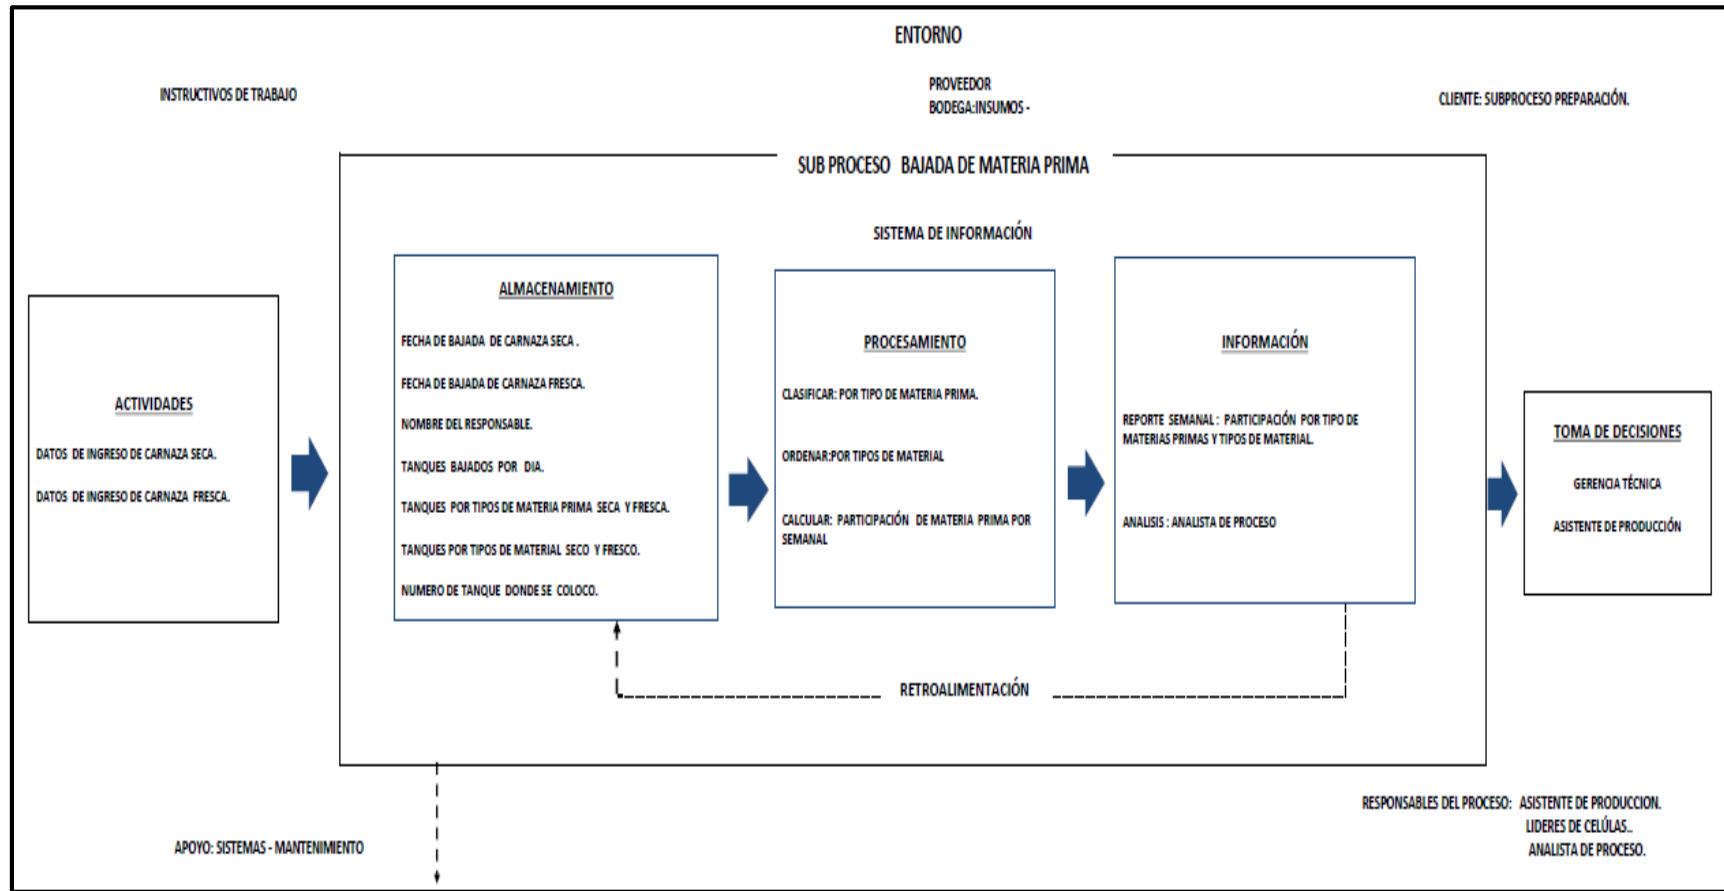 ENTORNO
INSTRUCTIVOS DE TRABAJO
PROVEEDOR
BODEGA:INSUMOS -
CLIENTE: SUBPROCESO PREPARACIÓN.
SUB PROCESO BAJADA DE MATERIA PRIMA
SISTEMA DE INFORMACIÓN
ACTIVIDADES
DATOS DE INGRESO DE CARNAZA SECA.
DATOS DE INGRESO DE CARNAZA FRESCA.
ALMACENAMIENTO
FECHA DE BAJADA DE CARNAZA SECA .
FECHA DE BAJADA DE CARNAZA FRESCA.
NOMBRE DEL RESPONSABLE.
TANQUES BAJADOS POR DIA.
TANQUES POR TIPOS DE MATERIA PRIMA SECA Y FRESCA.
TANQUES POR TIPOS DE MATERIAL SECO Y FRESCO.
NUMERO DE TANQUE DONDE SE COLOCO.
PROCESAMIENTO
CLASIFICAR: POR TIPO DE MATERIA PRIMA.
ORDENAR:POR TIPOS DE MATERIAL
CALCULAR: PARTICIPACIÓN DE MATERIA PRIMA POR
SEMANAL
INFORMACIÓN
REPORTE SEMANAL : PARTICIPACIÓN POR TIPO DE
MATERIAS PRIMAS Y TIPOS DE MATERIAL.
ANALISIS : ANALISTA DE PROCESO
TOMA DE DECISIONES
GERENCIA TÉCNICA
ASISTENTE DE PRODUCCIÓN
RETROALIMENTACIÓN
APOYO: SISTEMAS - MANTENIMIENTO
RESPONSABLES DEL PROCESO: ASISTENTE DE PRODUCCION.
LIDERES DE CELÚLAS..
ANALISTA DE PROCESO.